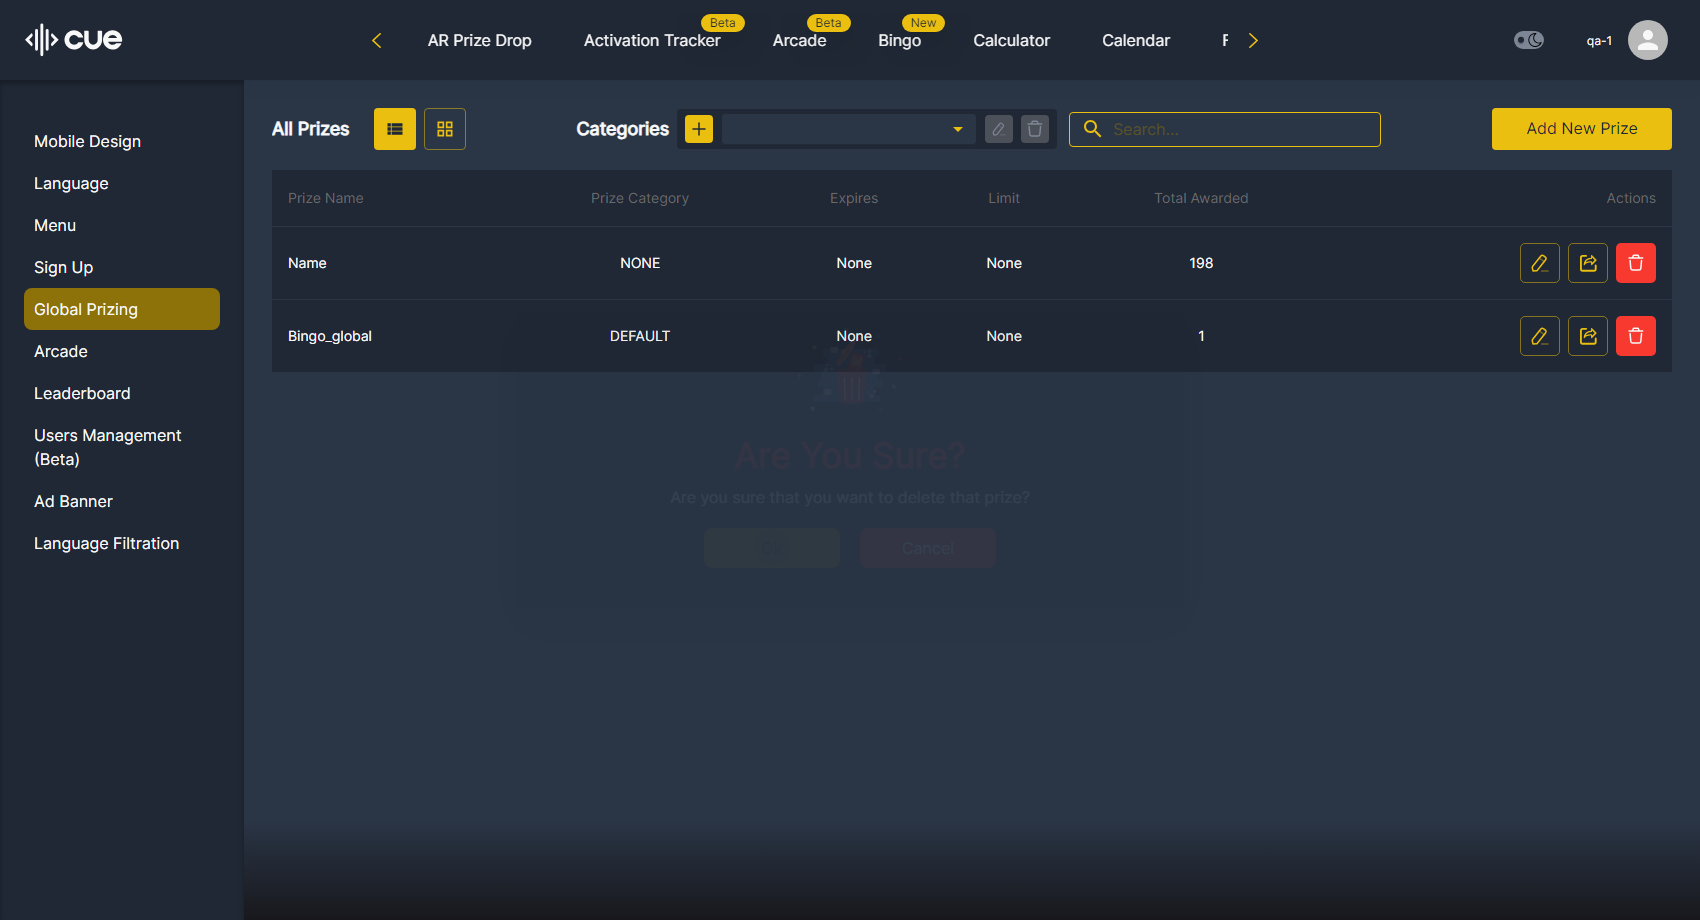 cue
AR Prize Drop
Activation Tracker
Beta
Arcade
Beta
Bingo
New
Calculator
Calendar
qa-1
Mobile Design
Language
Menu
Sign Up
Global Prizing
Arcade
Leaderboard
Users Management
(Beta)
Ad Banner
Language Filtration
All Prizes
Categories
Search...
Add New Prize
Prize Name Prize Category Expires Limit Total Awarded Actions
Name NONE None None 198
Bingo_global DEFAULT None None 1
Are You Sure?
Are you sure that you want to delete that prize?
Cancel